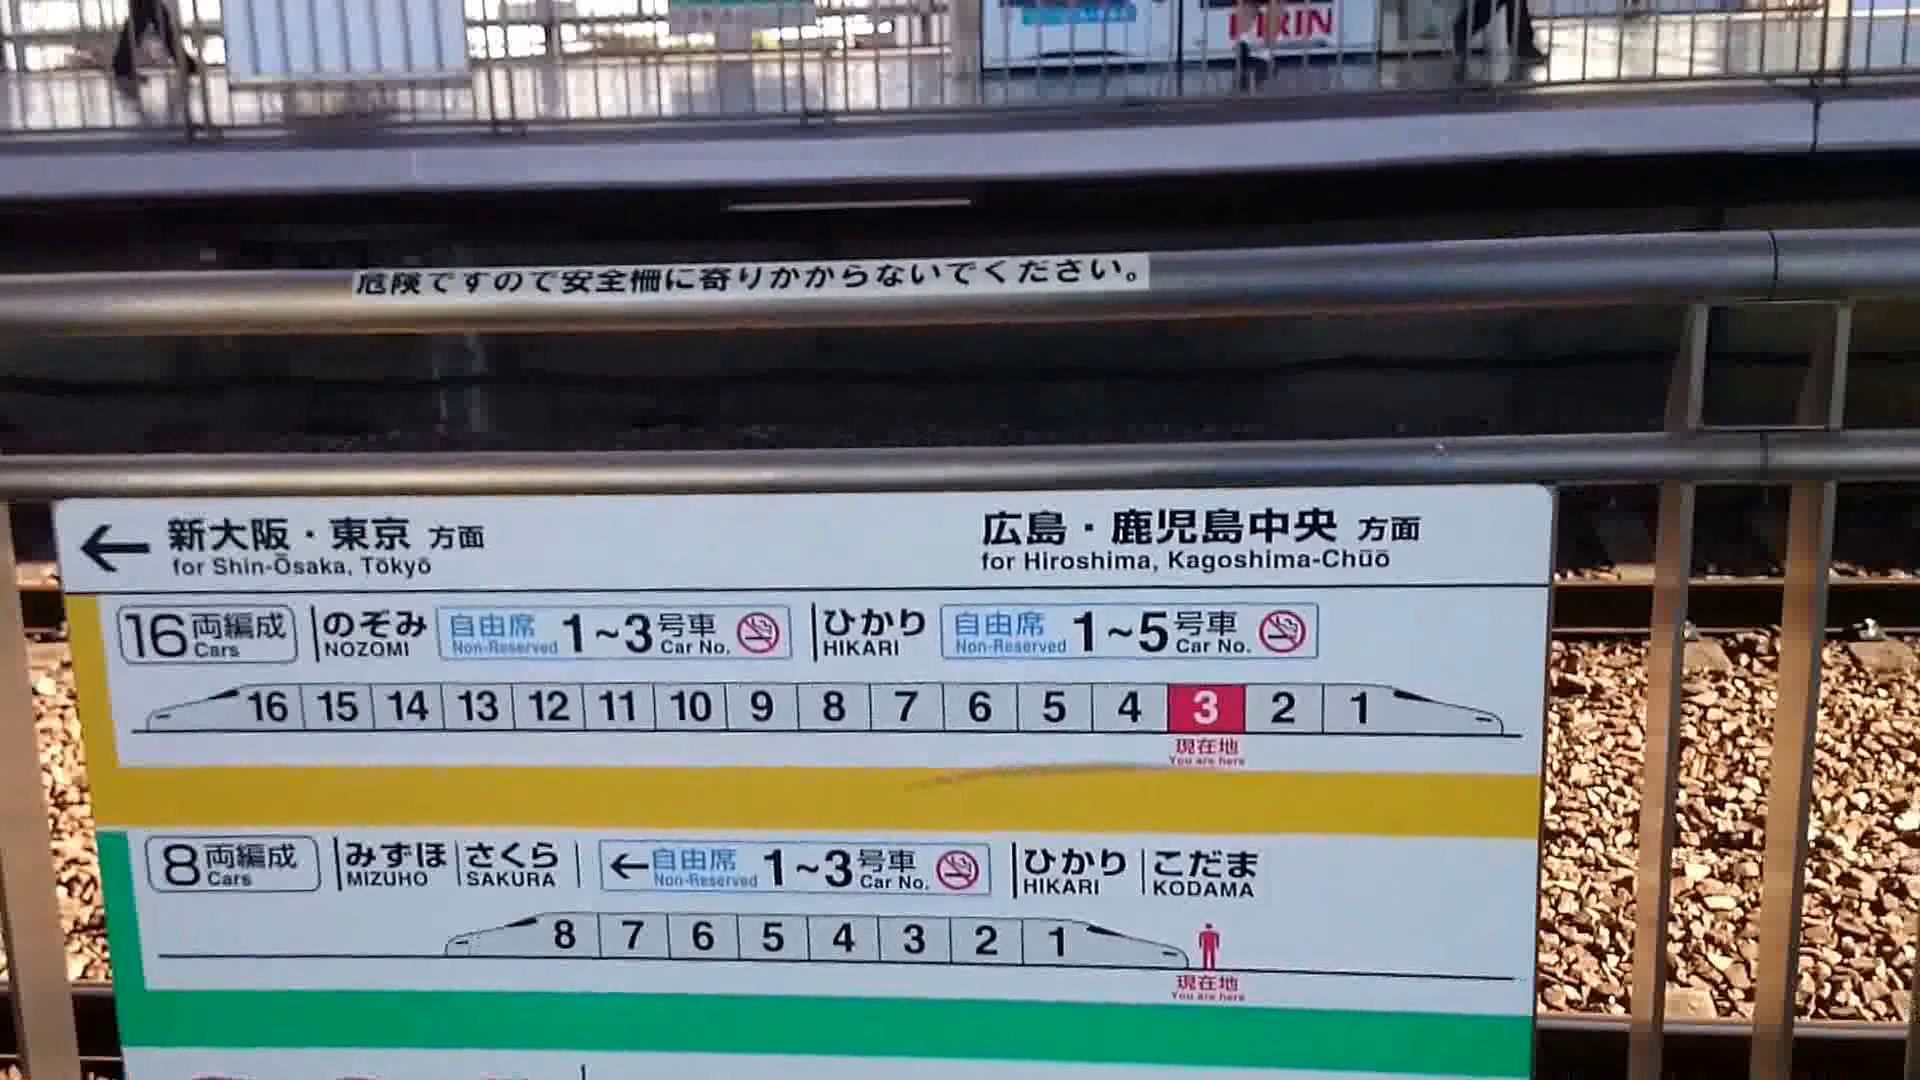 KIRIN
危険ですので安全柵に寄りかからないでください。
← 新大阪・東京 方面
for Shin-Ōsaka, Tōkyō
広島・鹿児島中央 方面
for Hiroshima, Kagoshima-Chūō
16両編成 Cars
のぞみ NOZOMI
自由席 Non-Reserved 1~3号車 Car No.
ひかり HIKARI
自由席 Non-Reserved 1~5号車 Car No.
16 15 14 13 12 11 10 9 8 7 6 5 4 3 2 1
現在地
You are here
8両編成 Cars
みずほ MIZUHO
さくら SAKURA
←自由席 Non-Reserved 1~3号車 Car No.
ひかり HIKARI
こだま KODAMA
8 7 6 5 4 3 2 1
現在地
You are here